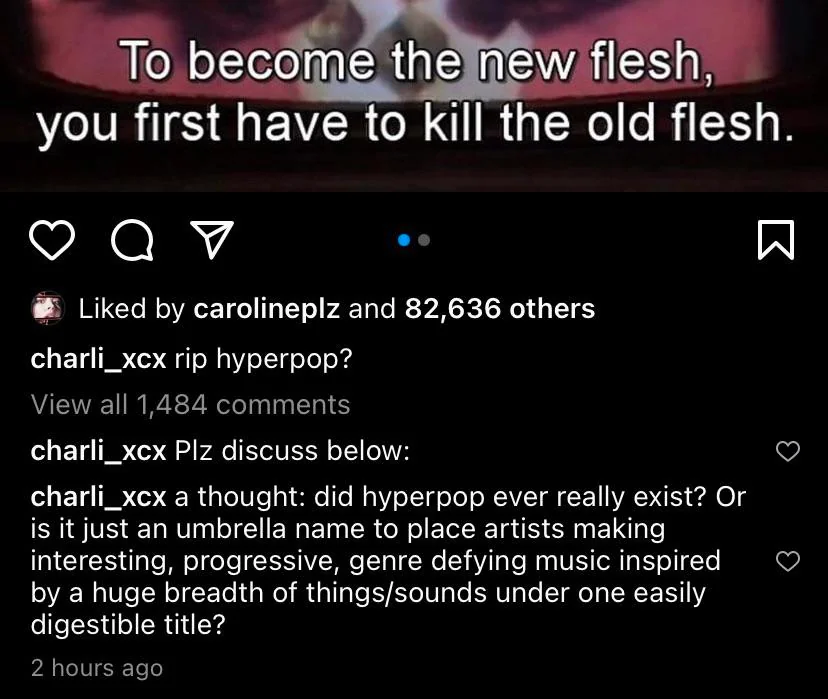 To become the new flesh,
you first have to kill the old flesh.
Liked by carolineplz and 82,636 others
charli_xcx rip hyperpop?
View all 1,484 comments
charli_xcx Plz discuss below:
charli_xcx a thought: did hyperpop ever really exist? Or
is it just an umbrella name to place artists making
interesting, progressive, genre defying music inspired
by a huge breadth of things/sounds under one easily
digestible title?
2 hours ago